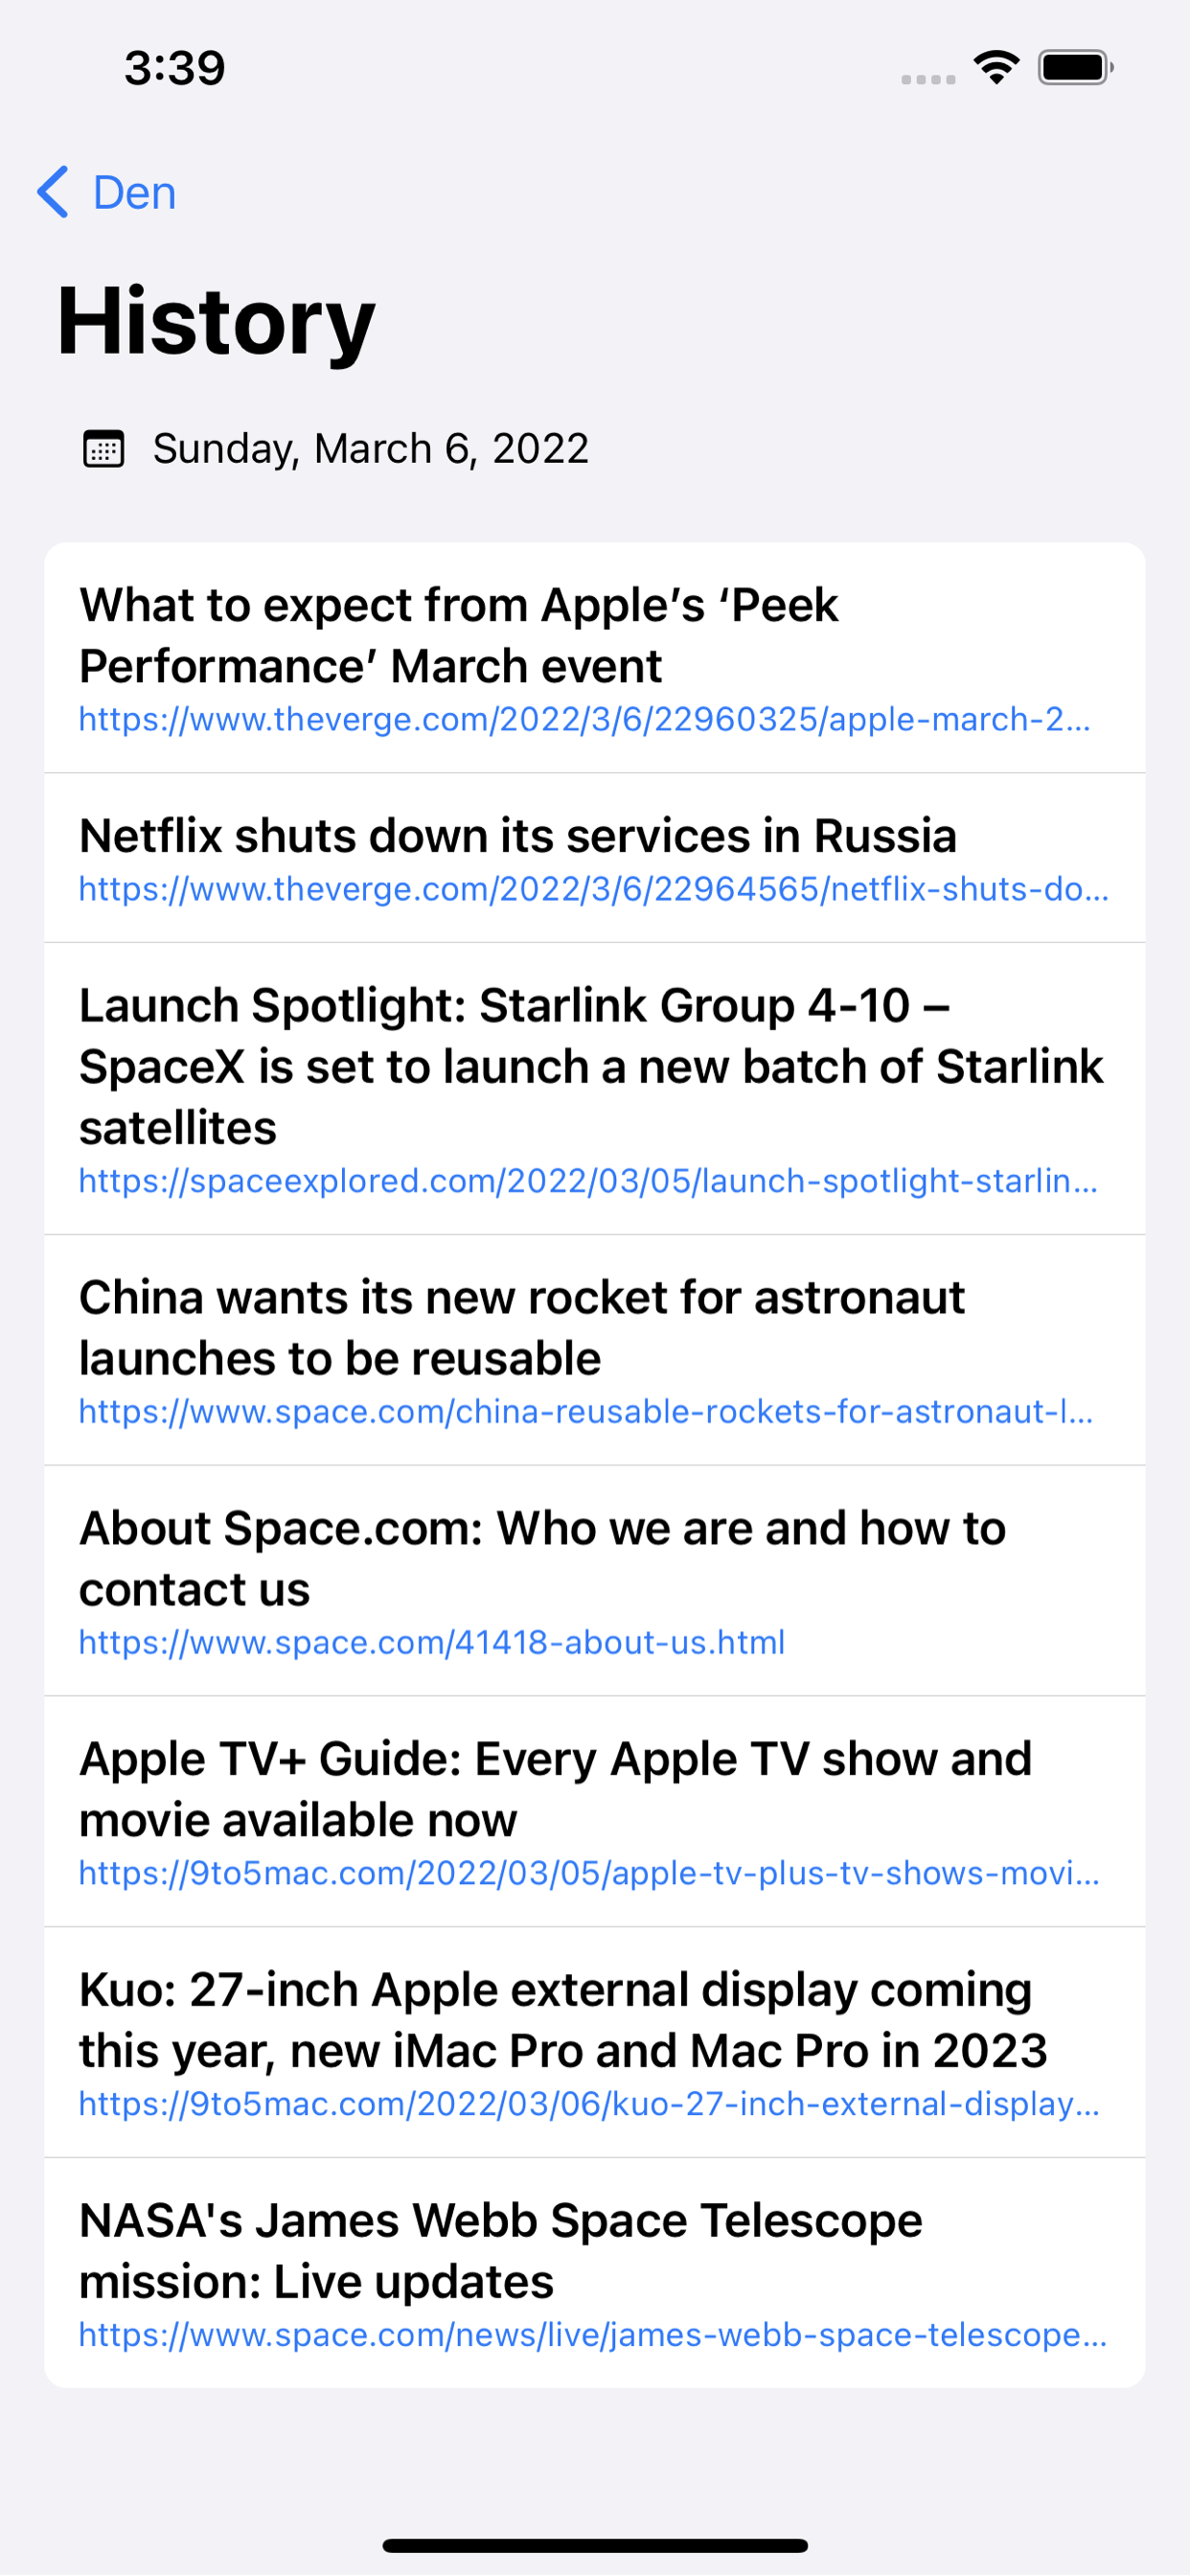 3:39
Den
History
Sunday, March 6, 2022
What to expect from Apple’s ‘Peek
Performance’ March event
https://www.theverge.com/2022/3/6/22960325/apple-march-2...
Netflix shuts down its services in Russia
https://www.theverge.com/2022/3/6/22964565/netflix-shuts-do...
Launch Spotlight: Starlink Group 4-10 –
SpaceX is set to launch a new batch of Starlink
satellites
https://spaceexplored.com/2022/03/05/launch-spotlight-starlin...
China wants its new rocket for astronaut
launches to be reusable
https://www.space.com/china-reusable-rockets-for-astronaut-l...
About Space.com: Who we are and how to
contact us
https://www.space.com/41418-about-us.html
Apple TV+ Guide: Every Apple TV show and
movie available now
https://9to5mac.com/2022/03/05/apple-tv-plus-tv-shows-movi...
Kuo: 27-inch Apple external display coming
this year, new iMac Pro and Mac Pro in 2023
https://9to5mac.com/2022/03/06/kuo-27-inch-external-display...
NASA's James Webb Space Telescope
mission: Live updates
https://www.space.com/news/live/james-webb-space-telescope...